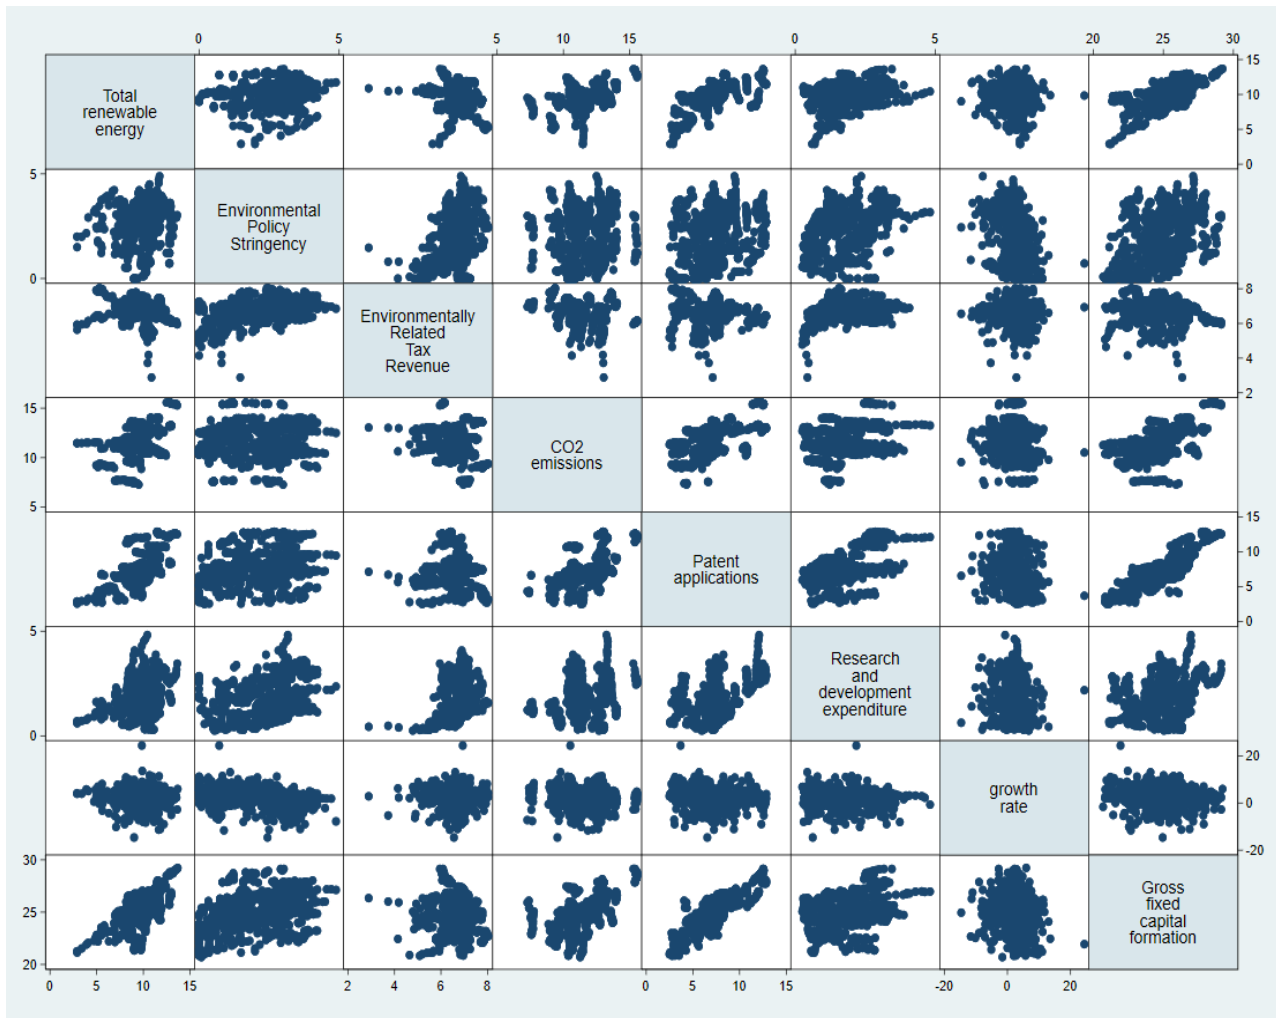 0 5 5 10 15 0 5 20 25 30
Total
renewable
energy
15
10
5
0
5
0
Environmental
Policy
Stringency
Environmentally
Related
Tax
Revenue
8
6
4
2
15
10
5
CO2
emissions
Patent
applications
15
10
5
0
5
0
Research
and
development
expenditure
growth
rate
20
0
-20
30
25
20
Gross
fixed
capital
formation
0 5 10 15 2 4 6 8 0 5 10 15 -20 0 20